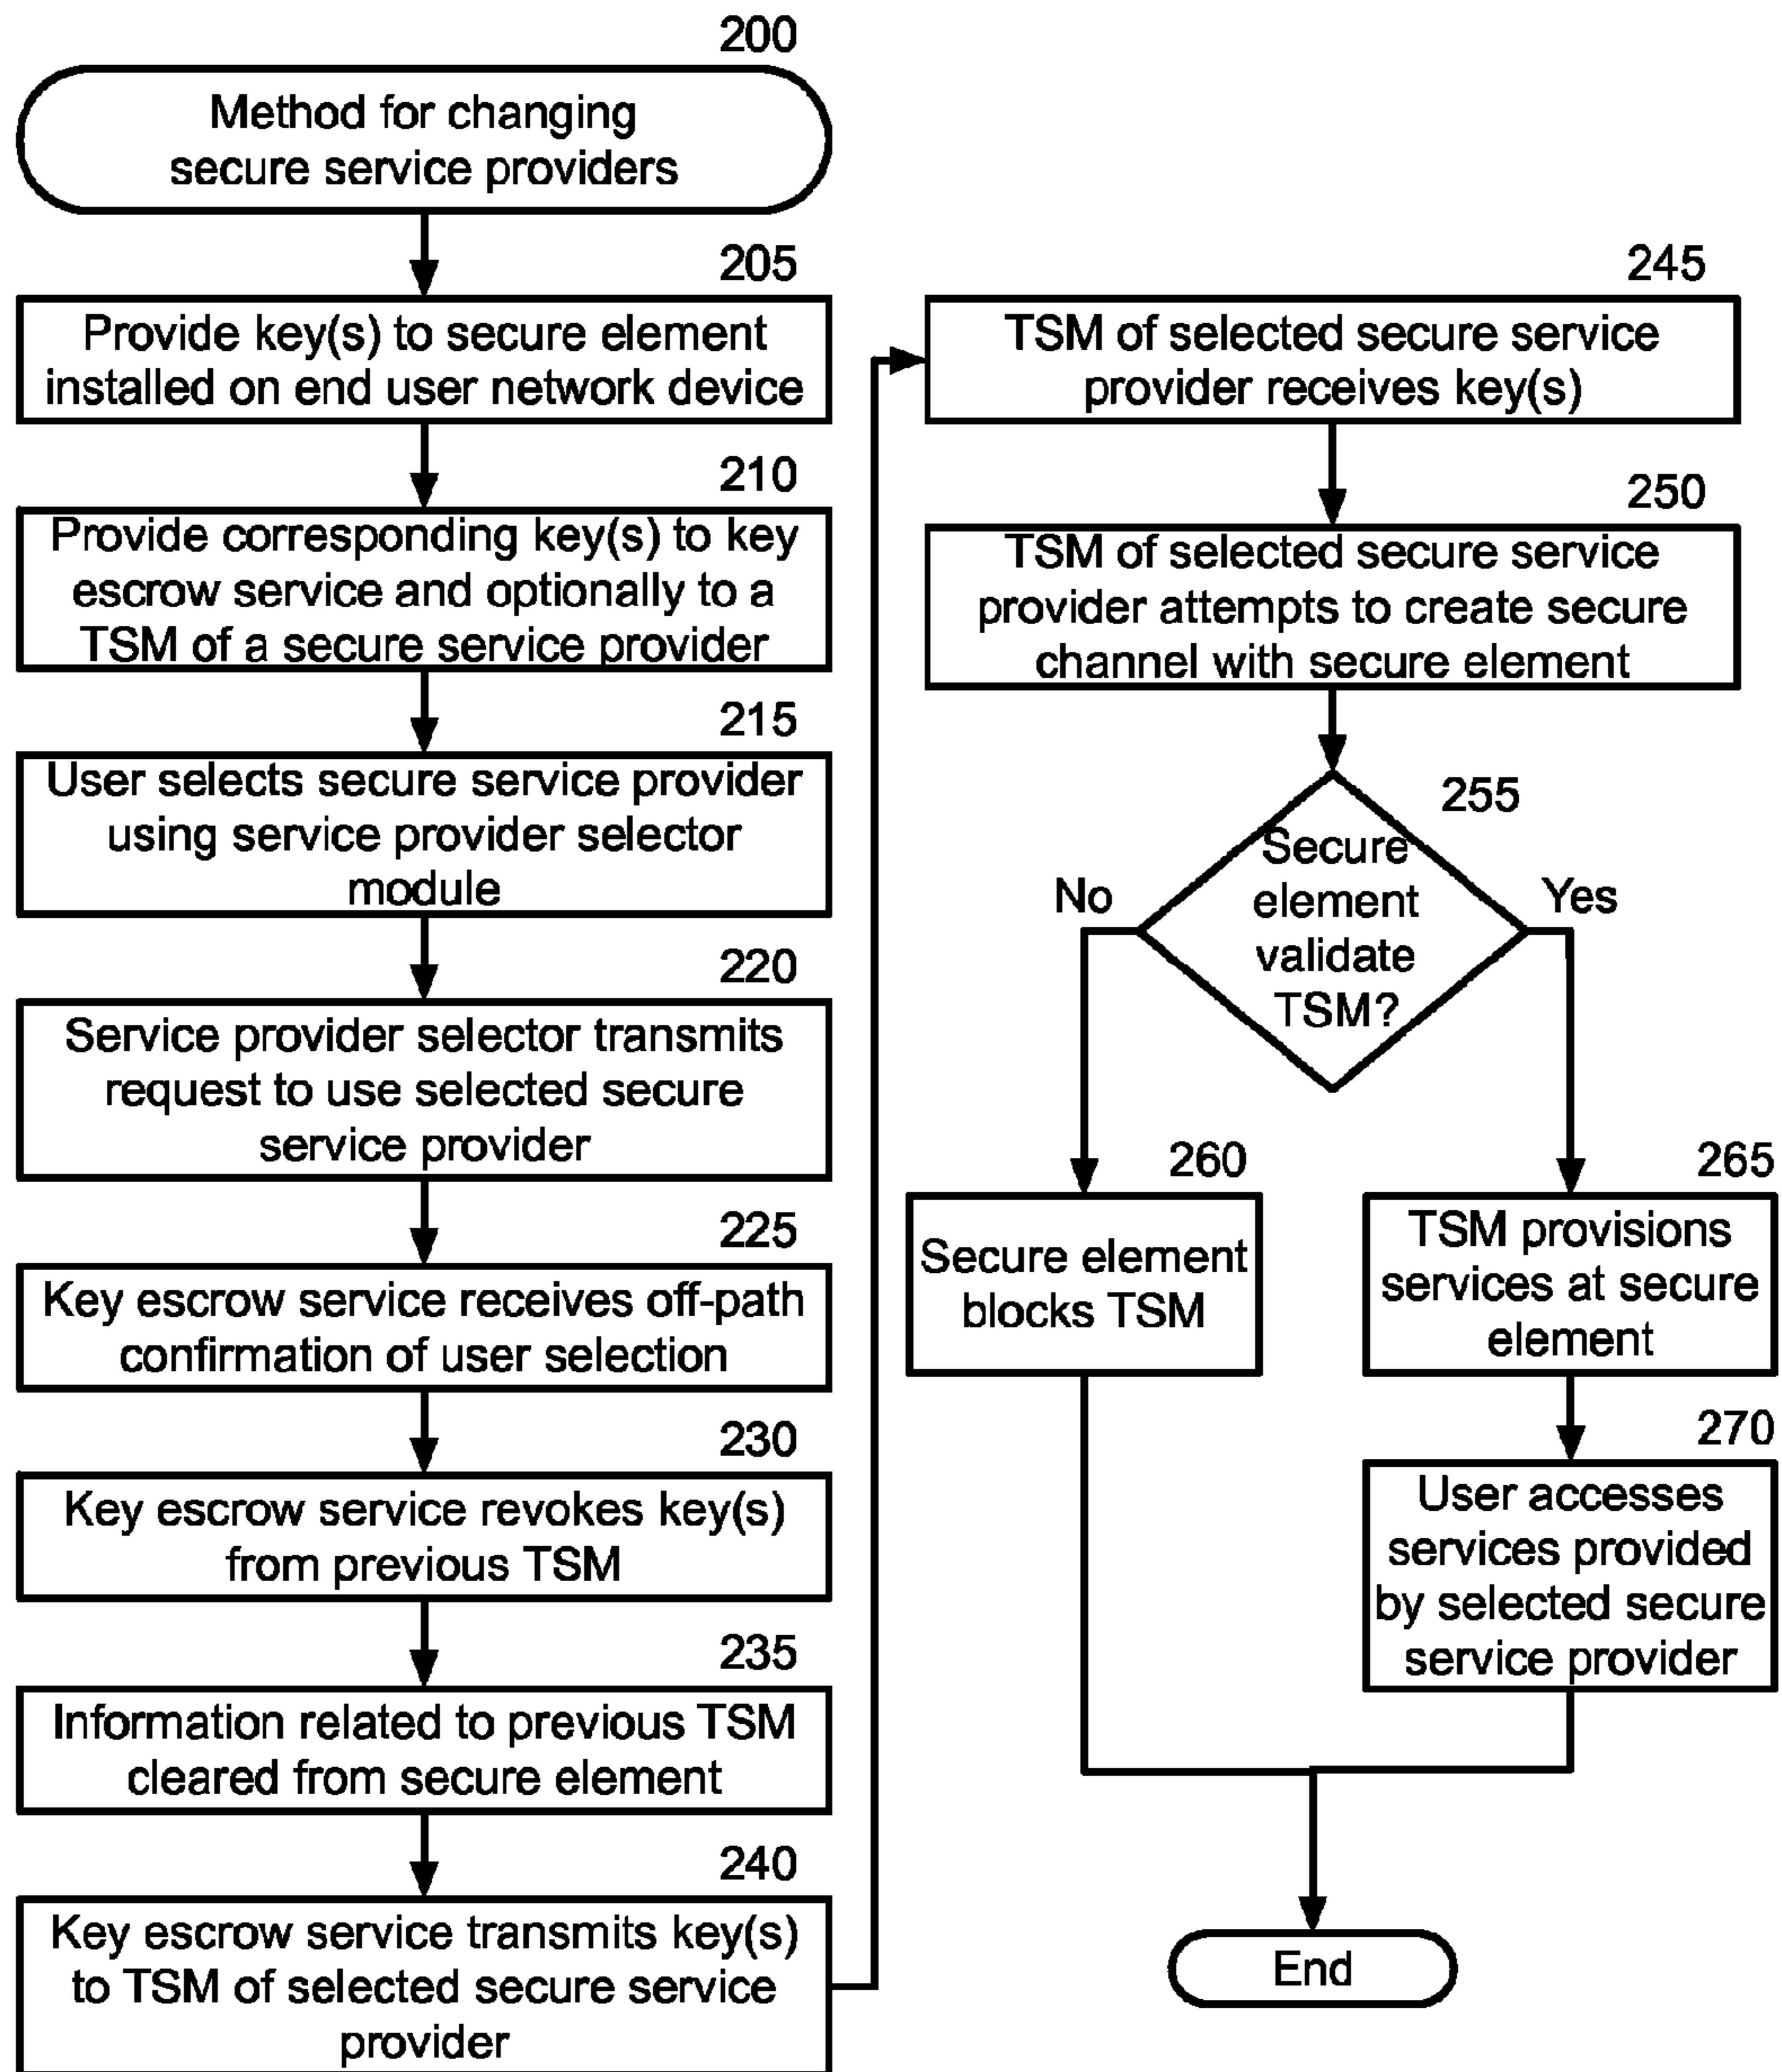 200
Method for changing
secure service providers
205
Provide key(s) to secure element
installed on end user network device
210
Provide corresponding key(s) to key
escrow service and optionally to a
TSM of a secure service provider
215
User selects secure service provider
using service provider selector
module
220
Service provider selector transmits
request to use selected secure
service provider
225
Key escrow service receives off-path
confirmation of user selection
230
Key escrow service revokes key(s)
from previous TSM
235
Information related to previous TSM
cleared from secure element
240
Key escrow service transmits key(s)
to TSM of selected secure service
provider
245
TSM of selected secure service
provider receives key(s)
250
TSM of selected secure service
provider attempts to create secure
channel with secure element
255
Secure
element
validate
TSM?
No
Yes
260
Secure element
blocks TSM
265
TSM provisions
services at secure
element
270
User accesses
services provided
by selected secure
service provider
End